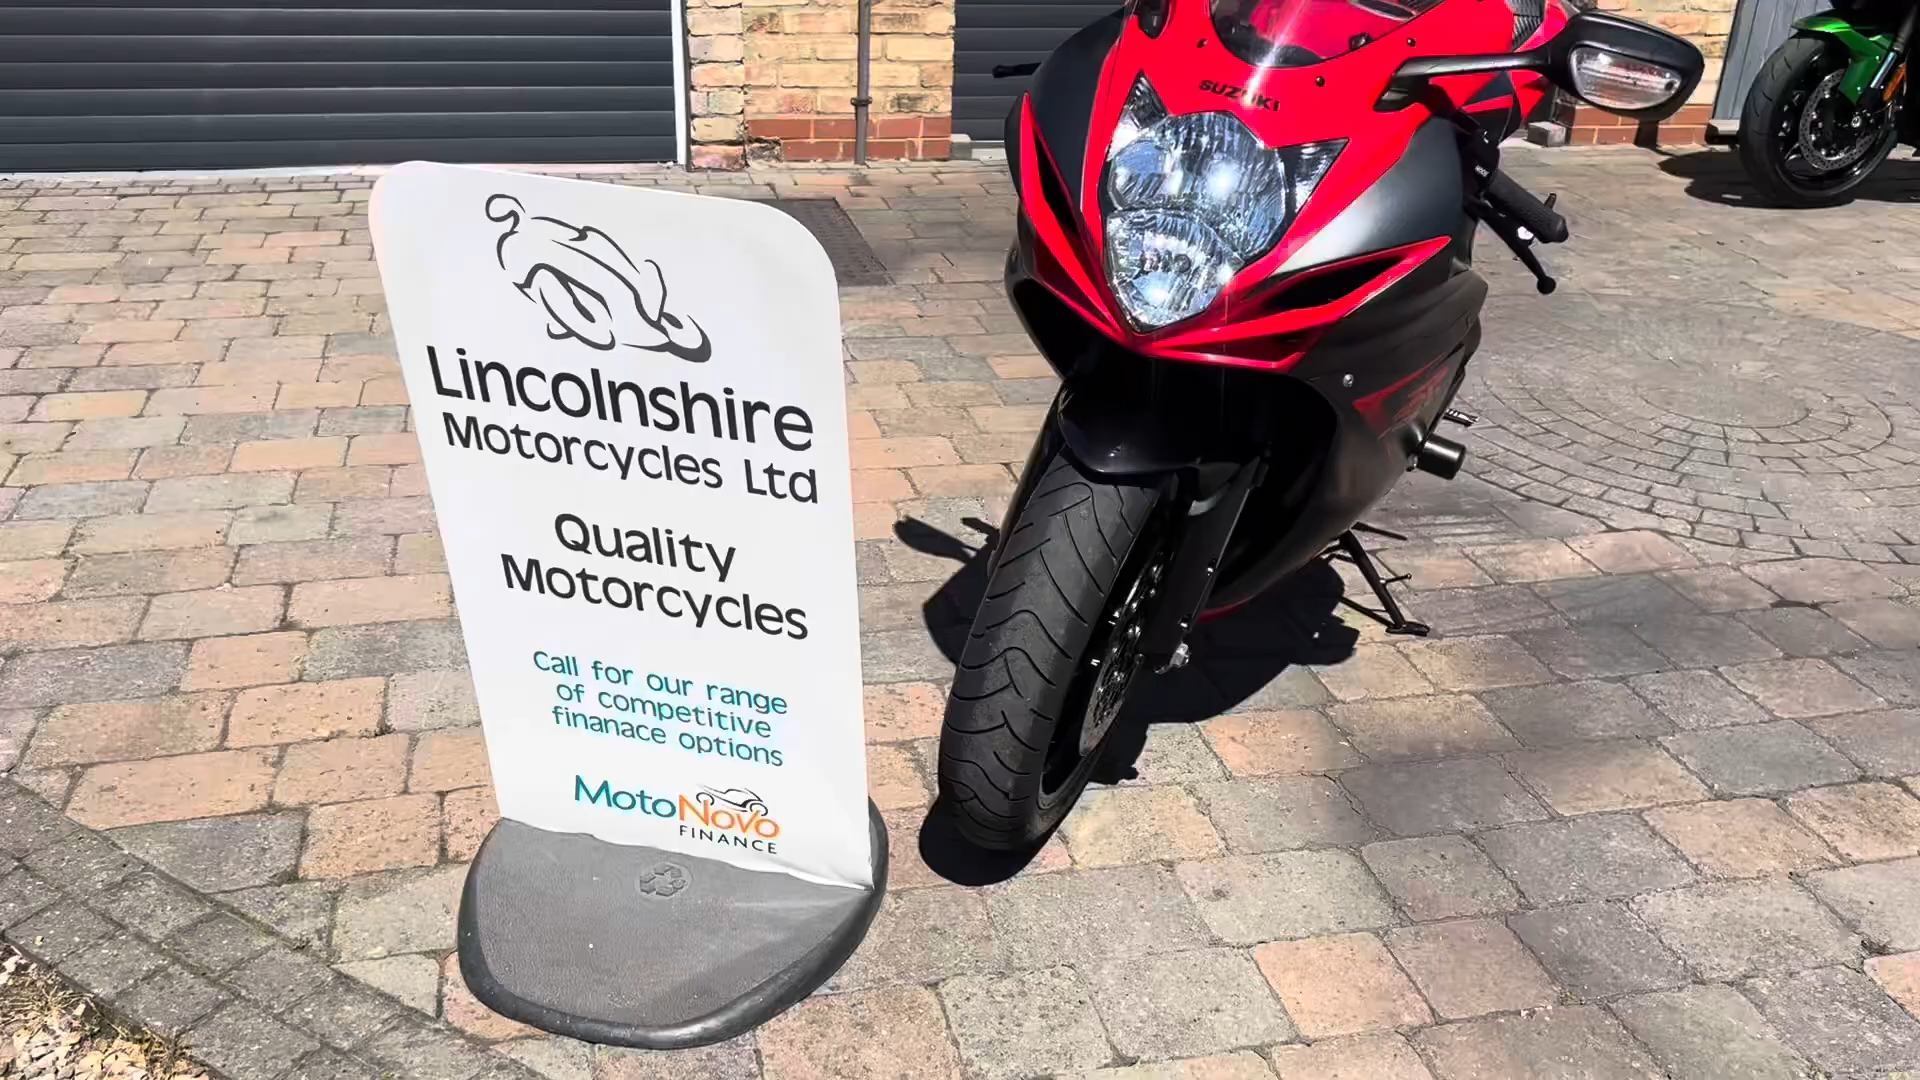 SUZUKI
Lincolnshire
Motorcycles Ltd
Quality
Motorcycles
Call for our range
of competitive
finanace options
MotoNovo
FINANCE